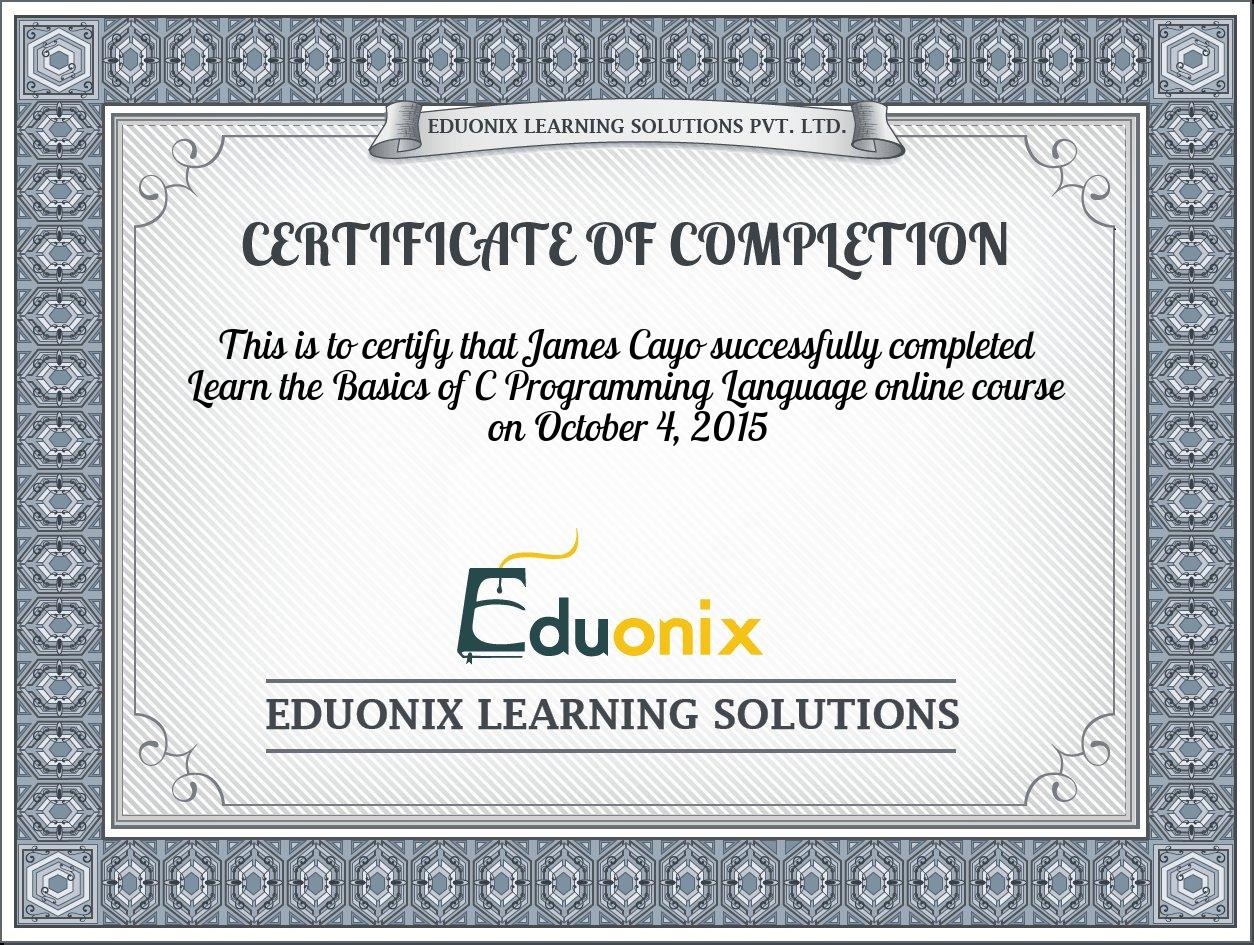 EDUONIX LEARNING SOLUTIONS PVT. LTD.
CERTIFICATE OF COMPLETION
This is to certify that James Cayo successfully completed
Learn the Basics of C Programming Language online course
on October 4, 2015
Eduonix
EDUONIX LEARNING SOLUTIONS